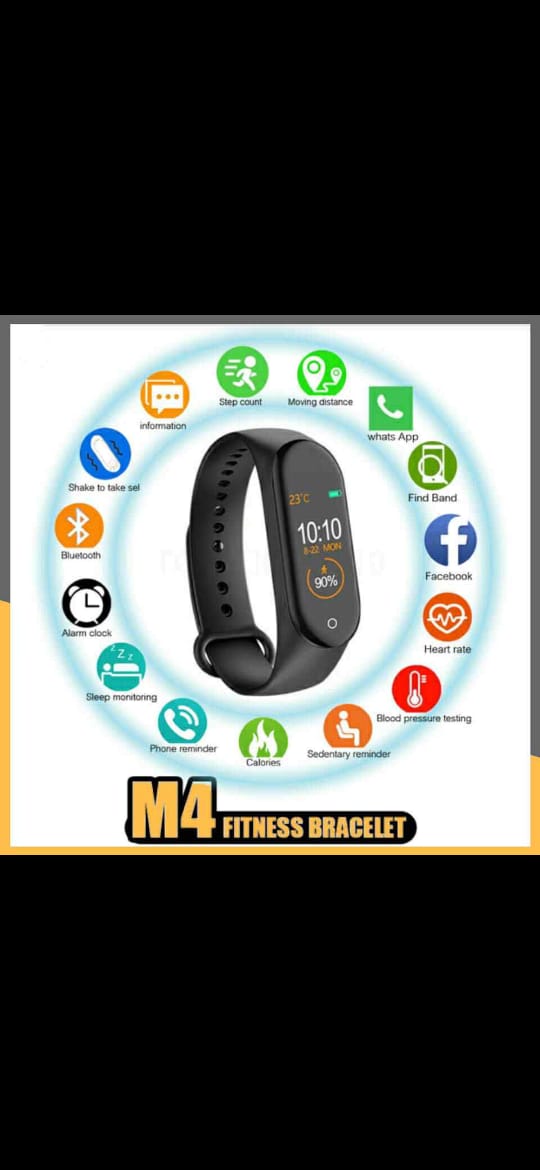 Step count
Moving distance
information
whats App
Shake to take sel
Find Band
Bluetooth
Facebook
Alarm clock
Heart rate
Sleep monitoring
Blood pressure testing
Phone reminder
Sedentary reminder
Calories
23°C
10:10
8-22 MON
90%
z Z z
f
M4 FITNESS BRACELET